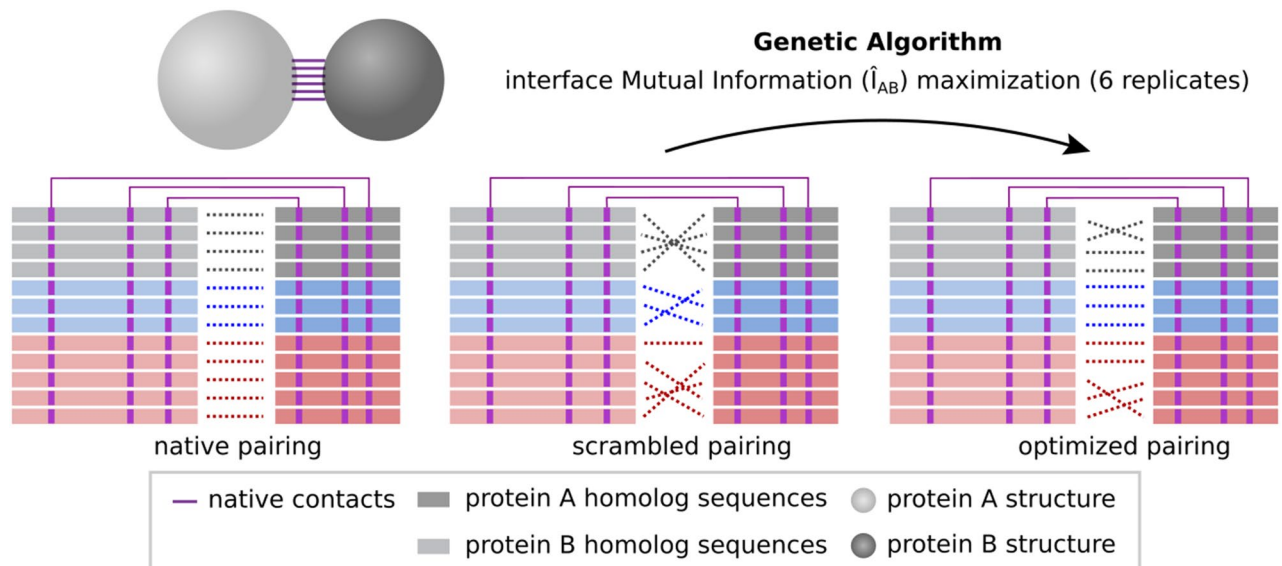 Genetic Algorithm
interface Mutual Information (ÎAB) maximization (6 replicates)
native pairing
scrambled pairing
optimized pairing
native contacts
protein A homolog sequences
protein A structure
protein B homolog sequences
protein B structure